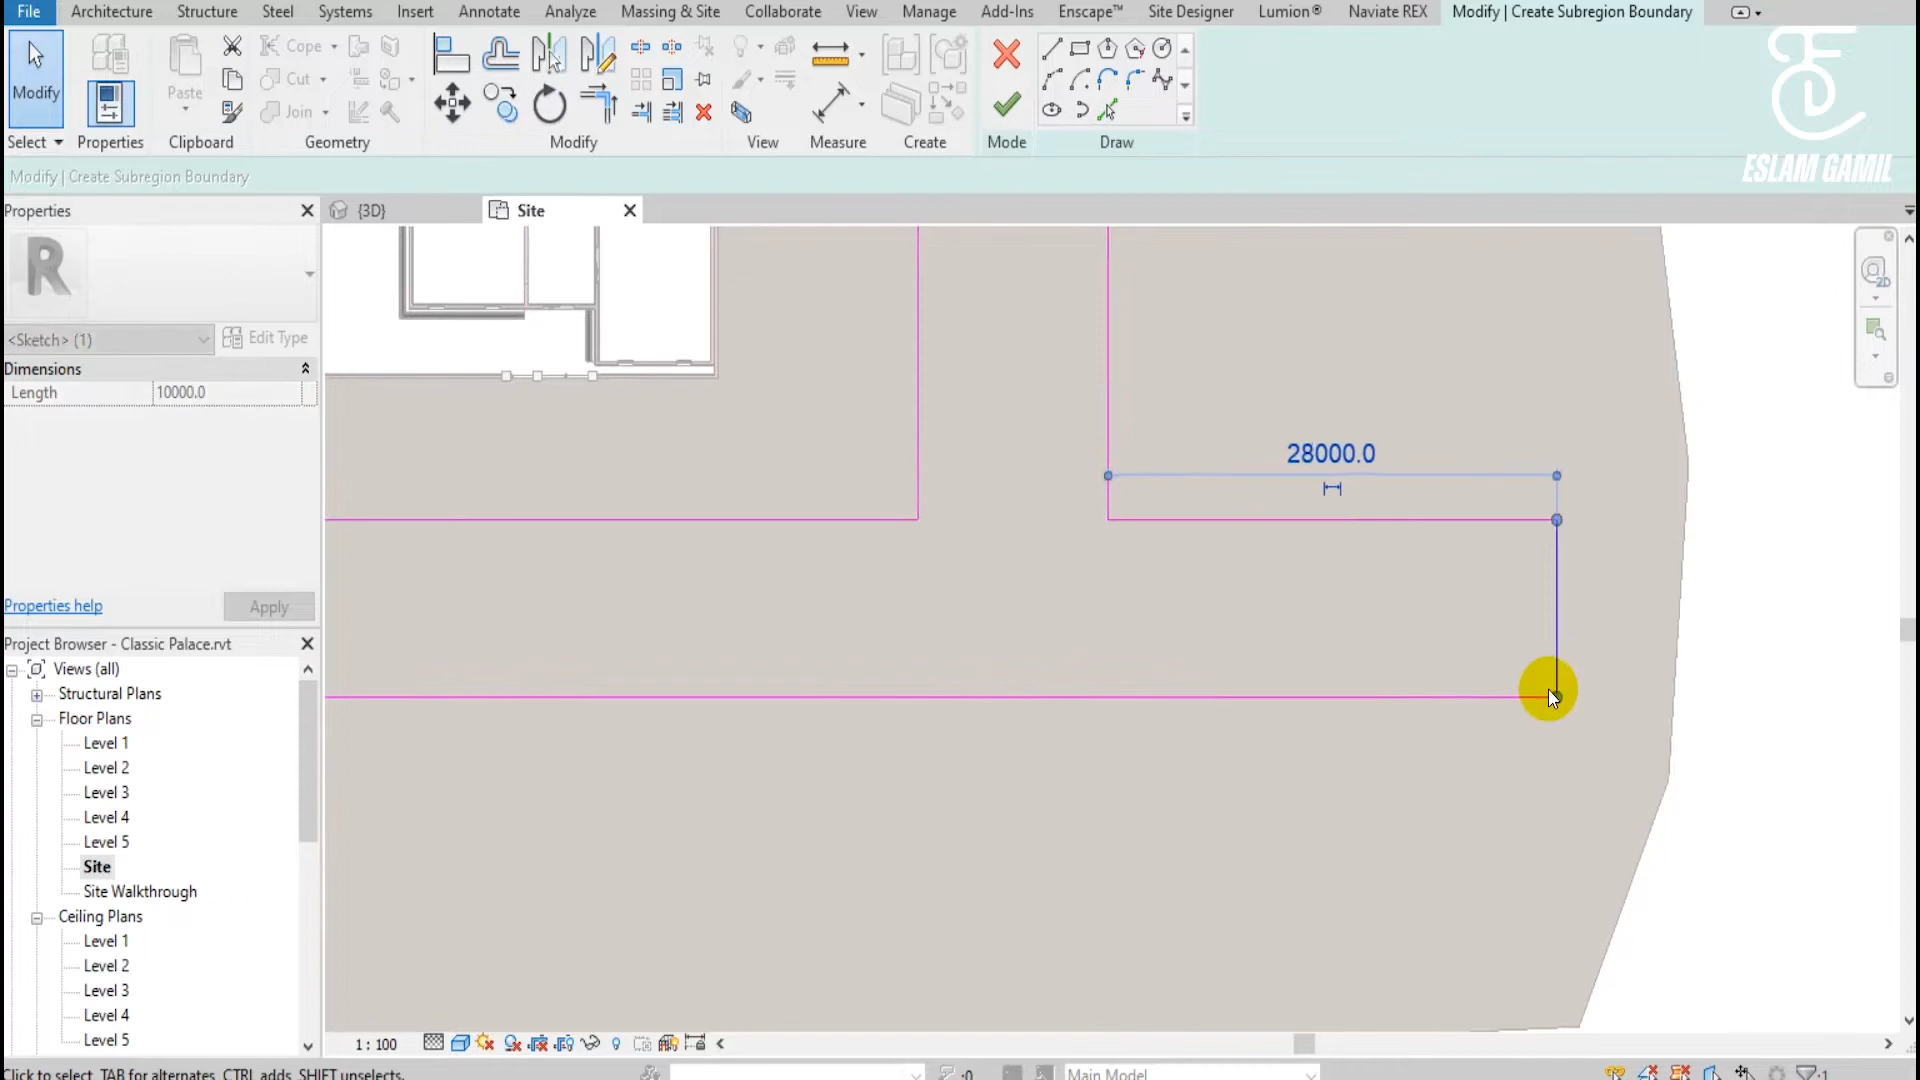 File Architecture Structure Steel Systems Insert Annotate Analyze Massing & Site Collaborate View Manage Add-Ins Enscape™ Site Designer Lumion® Naviate REX Modify | Create Subregion Boundary
Cope
Cut
Join
Modify
Paste
Select Properties Clipboard Geometry Modify View Measure Create Mode Draw
ESLAM GAMIL
Modify | Create Subregion Boundary
Properties
{3D}
Site
R
2D
<Sketch> (1)
Edit Type
Dimensions
Length 10000.0
28000.0
Properties help
Apply
Project Browser - Classic Palace.rvt
Views (all)
Structural Plans
Floor Plans
Level 1
Level 2
Level 3
Level 4
Level 5
Site
Site Walkthrough
Ceiling Plans
Level 1
Level 2
Level 3
Level 4
Level 5
1 : 100
Click to select, TAB for alternates, CTRL adds, SHIFT unselects.
:0
Main Model
:1